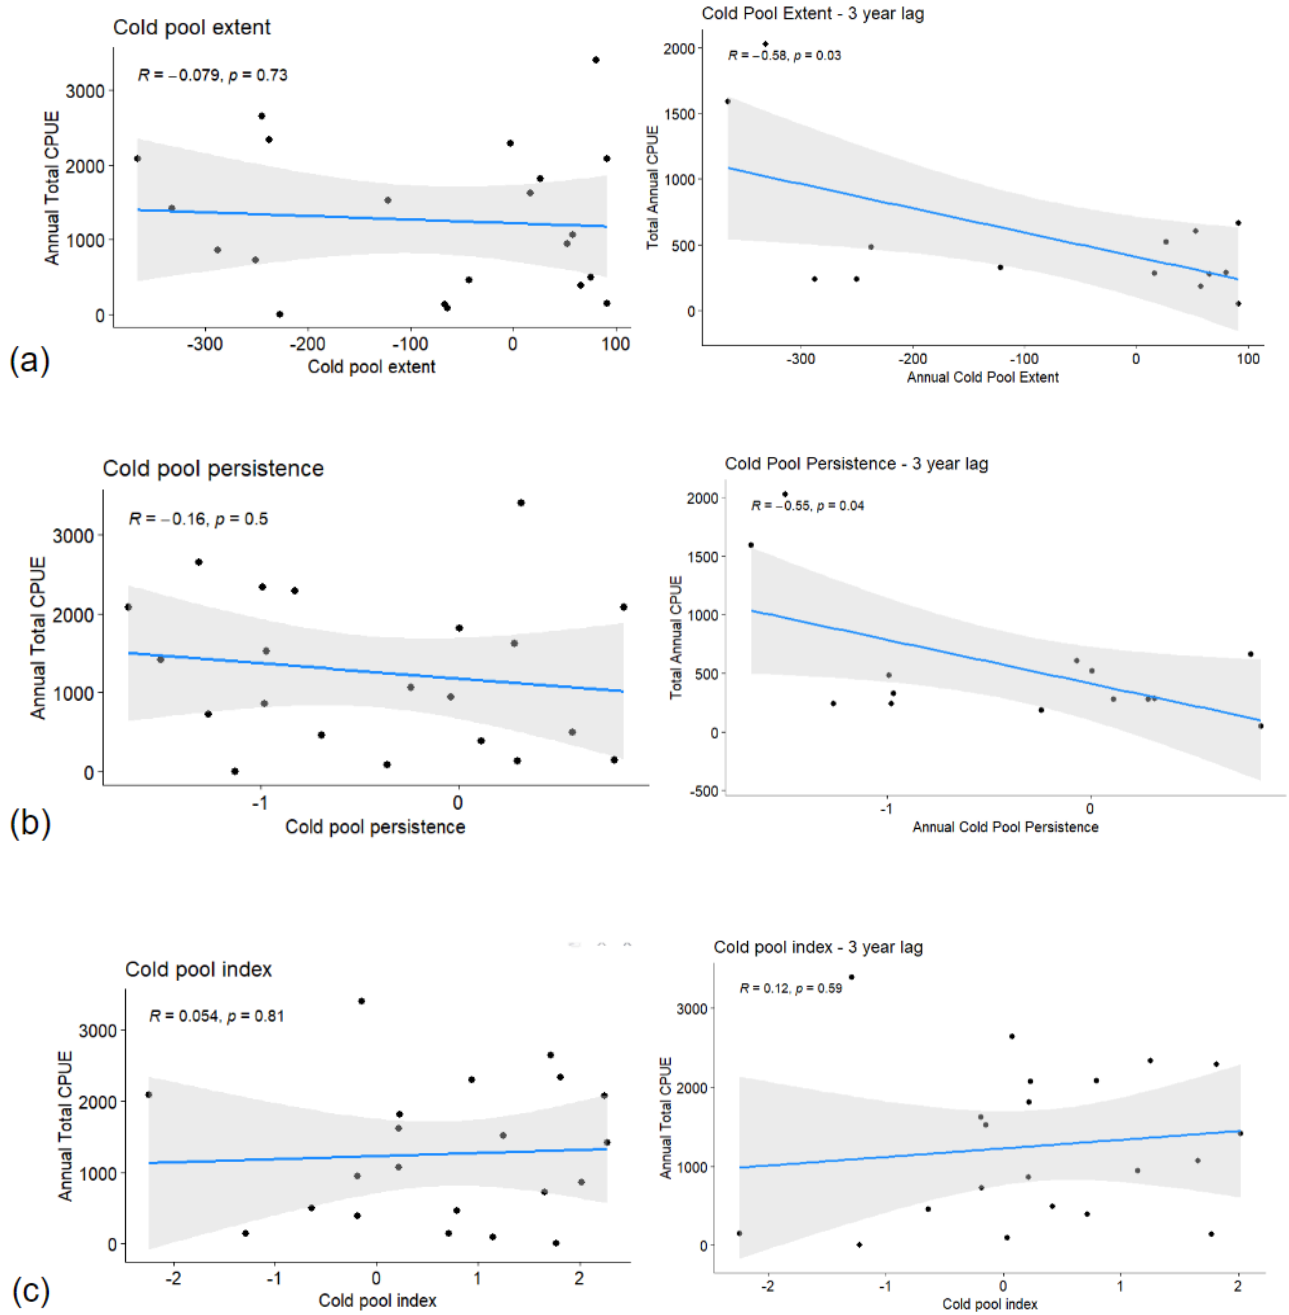 Cold pool extent
R = −0.079, p = 0.73
Annual Total CPUE
3000
2000
1000
0
-300 -200 -100 0 100
Cold pool extent
(a)
Cold Pool Extent - 3 year lag
R = −0.58, p = 0.03
Total Annual CPUE
2000
1500
1000
500
0
-300 -200 -100 0 100
Annual Cold Pool Extent
Cold pool persistence
R = −0.16, p = 0.5
Annual Total CPUE
3000
2000
1000
0
-1 0
Cold pool persistence
(b)
Cold Pool Persistence - 3 year lag
R = −0.55, p = 0.04
Total Annual CPUE
2000
1500
1000
500
0
-500
-1 0
Annual Cold Pool Persistence
Cold pool index
R = 0.054, p = 0.81
Annual Total CPUE
3000
2000
1000
0
-2 -1 0 1 2
Cold pool index
(c)
Cold pool index - 3 year lag
R = 0.12, p = 0.59
Annual Total CPUE
3000
2000
1000
0
-2 -1 0 1 2
Cold pool index